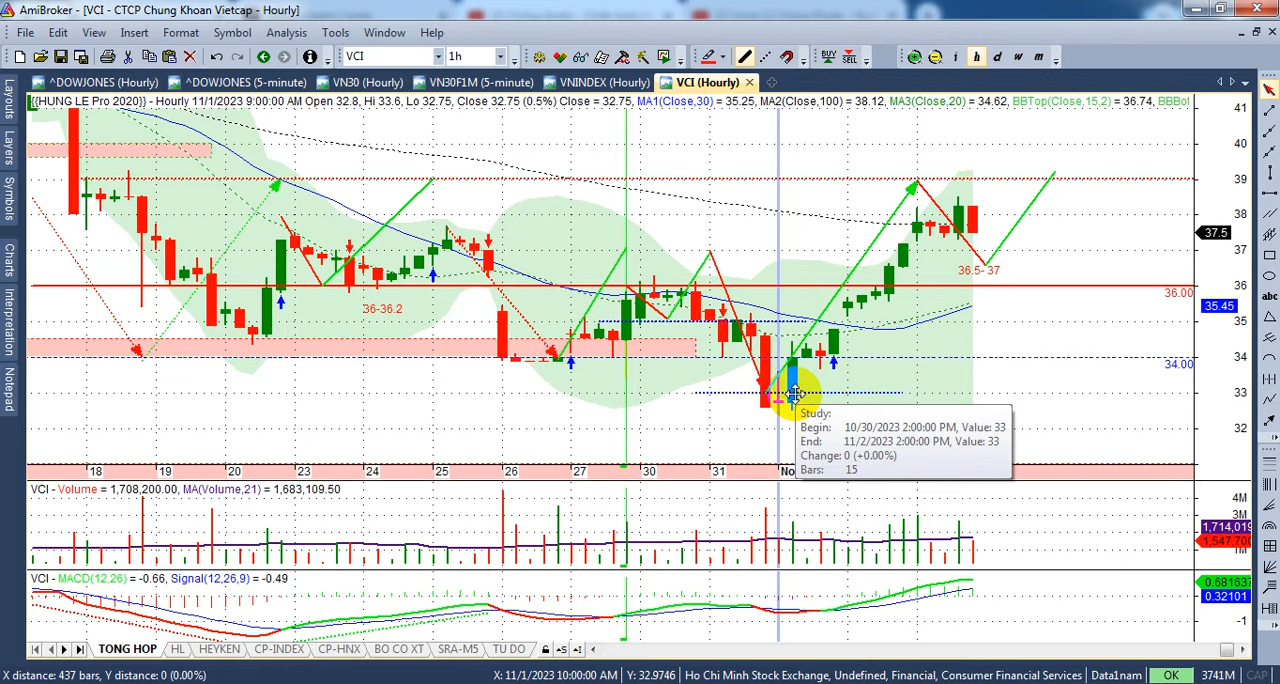 AmiBroker - [VCI - CTCP Chung Khoan Vietcap - Hourly]
File Edit View Insert Format Symbol Analysis Tools Window Help
VCI 1h BUY SELL i h d w m
^DOWJONES (Hourly) ^DOWJONES (5-minute) VN30 (Hourly) VN30F1M (5-minute) VNINDEX (Hourly) VCI (Hourly)
{{HUNG LE Pro 2020}} - Hourly 11/1/2023 9:00:00 AM Open 32.8, Hi 33.6, Lo 32.75, Close 32.75 (0.5%) Close = 32.75, MA1(Close,30) = 35.25, MA2(Close,100) = 38.12, MA3(Close,20) = 34.62, BBTop(Close,15,2) = 36.74, BBBot
Layouts
Layers
Symbols
Charts
Interpretation
Notepad
abc
41
40
39
38
37.5
37
36.5- 37
36.00
36
36-36.2
35.45
35
34.00
34
33
32
Study:
Begin: 10/30/2023 2:00:00 PM, Value: 33
End: 11/2/2023 2:00:00 PM, Value: 33
Change: 0 (+0.00%)
Bars: 15
18 19 20 23 24 25 26 27 30 31 No
VCI - Volume = 1,708,200.00, MA(Volume,21) = 1,683,109.50
4M
3M
1,714,019
1,547,700
VCI - MACD(12,26) = -0.66, Signal(12,26,9) = -0.49
0.681637
0.32101
TONG HOP HL HEYKEN CP-INDEX CP-HNX BO CO XT SRA-M5 TU DO
X distance: 437 bars, Y distance: 0 (0.00%) X: 11/1/2023 10:00:00 AM Y: 32.9746 Ho Chi Minh Stock Exchange, Undefined, Financial, Consumer Financial Services Data1nam OK 3741M CAP